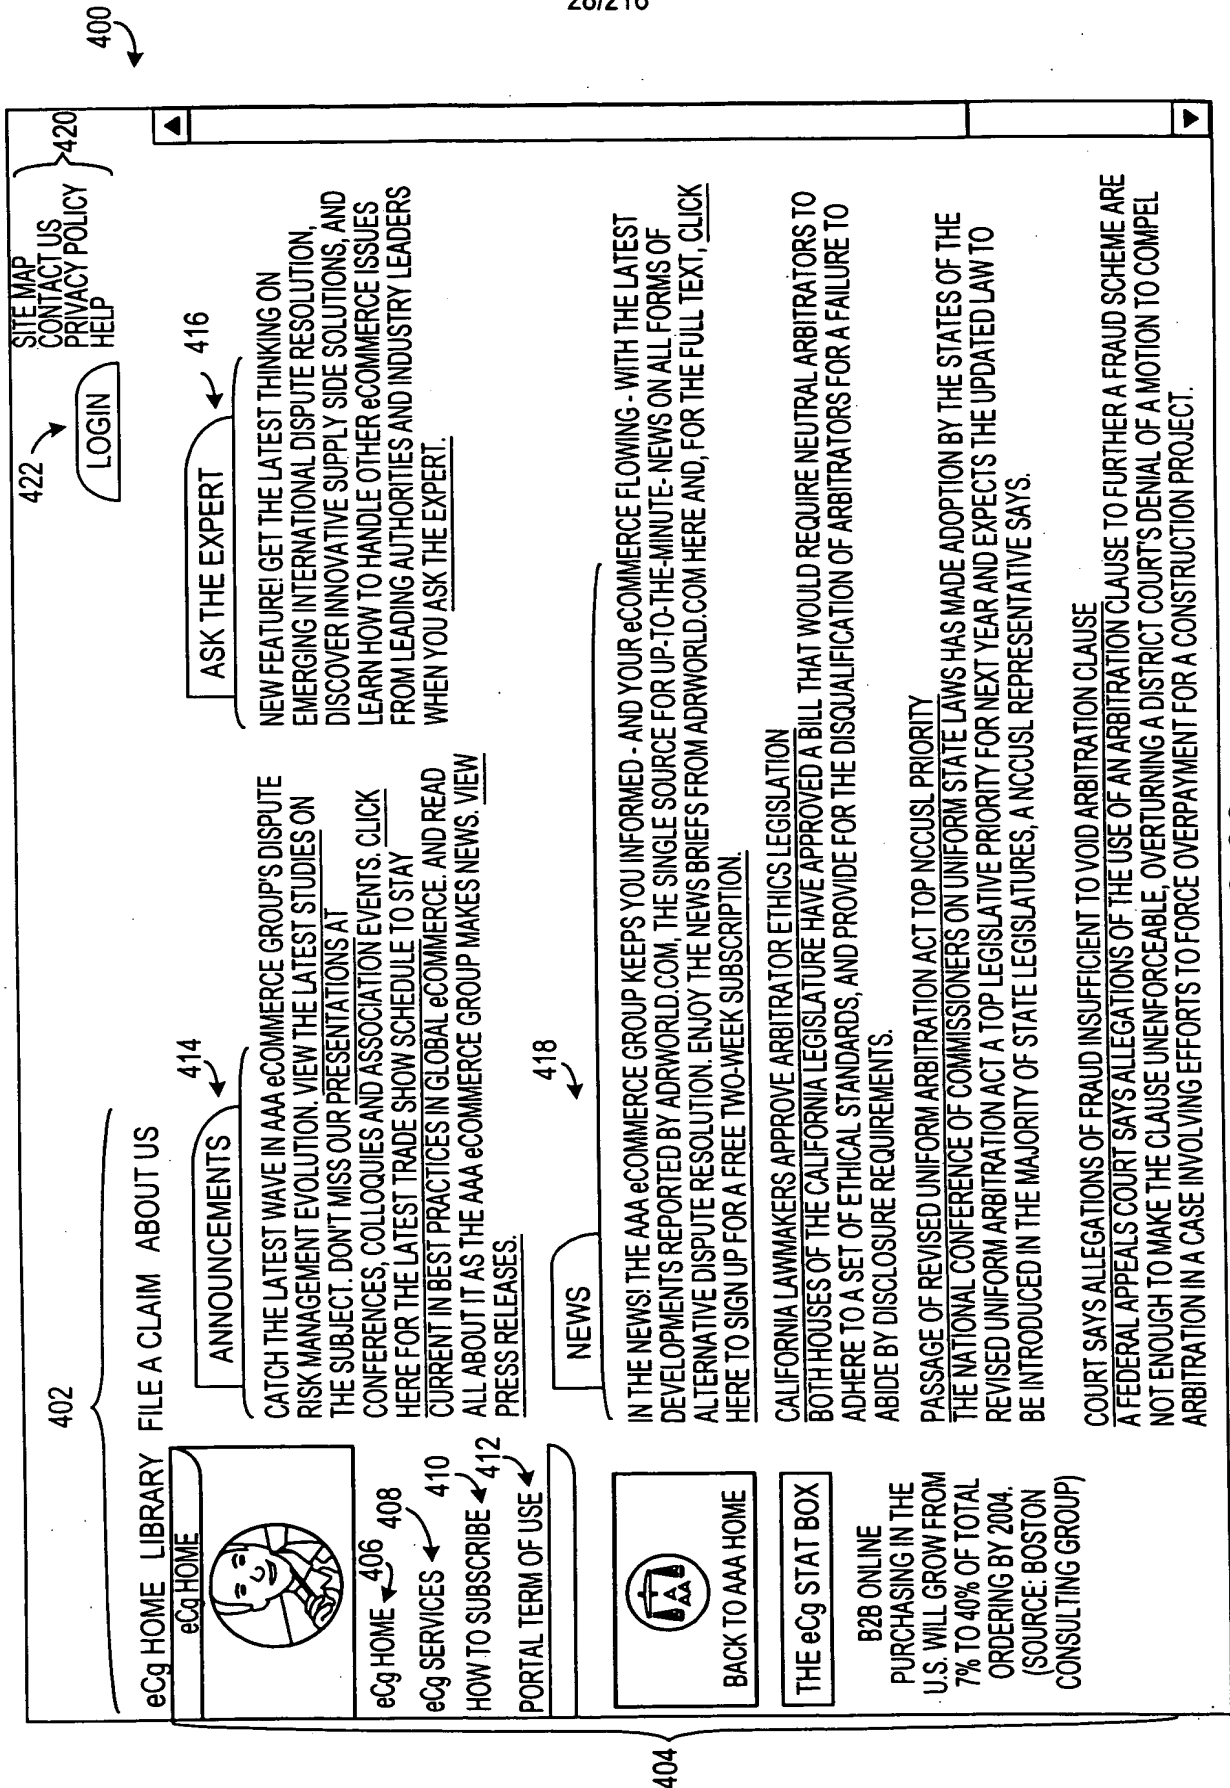 28/216
400
402
eCg HOME LIBRARY FILE A CLAIM ABOUT US
SITE MAP
CONTACT US
PRIVACY POLICY
HELP
420
422
LOGIN
eCg HOME
eCg HOME 406
eCg SERVICES 408
HOW TO SUBSCRIBE 410
PORTAL TERM OF USE 412
AAA
BACK TO AAA HOME
THE eCg STAT BOX
B2B ONLINE
PURCHASING IN THE
U.S. WILL GROW FROM
7% TO 40% OF TOTAL
ORDERING BY 2004.
(SOURCE: BOSTON
CONSULTING GROUP)
404
ANNOUNCEMENTS
414
CATCH THE LATEST WAVE IN AAA eCOMMERCE GROUP'S DISPUTE
RISK MANAGEMENT EVOLUTION. VIEW THE LATEST STUDIES ON
THE SUBJECT. DON'T MISS OUR PRESENTATIONS AT
CONFERENCES, COLLOQUIES AND ASSOCIATION EVENTS. CLICK
HERE FOR THE LATEST TRADE SHOW SCHEDULE TO STAY
CURRENT IN BEST PRACTICES IN GLOBAL eCOMMERCE. AND READ
ALL ABOUT IT AS THE AAA eCOMMERCE GROUP MAKES NEWS. VIEW
PRESS RELEASES.
ASK THE EXPERT
416
NEW FEATURE! GET THE LATEST THINKING ON
EMERGING INTERNATIONAL DISPUTE RESOLUTION,
DISCOVER INNOVATIVE SUPPLY SIDE SOLUTIONS, AND
LEARN HOW TO HANDLE OTHER eCOMMERCE ISSUES
FROM LEADING AUTHORITIES AND INDUSTRY LEADERS
WHEN YOU ASK THE EXPERT.
NEWS
418
IN THE NEWS! THE AAA eCOMMERCE GROUP KEEPS YOU INFORMED - AND YOUR eCOMMERCE FLOWING - WITH THE LATEST
DEVELOPMENTS REPORTED BY ADRWORLD.COM, THE SINGLE SOURCE FOR UP-TO-THE-MINUTE- NEWS ON ALL FORMS OF
ALTERNATIVE DISPUTE RESOLUTION. ENJOY THE NEWS BRIEFS FROM ADRWORLD.COM HERE AND, FOR THE FULL TEXT, CLICK
HERE TO SIGN UP FOR A FREE TWO-WEEK SUBSCRIPTION.
CALIFORNIA LAWMAKERS APPROVE ARBITRATOR ETHICS LEGISLATION
BOTH HOUSES OF THE CALIFORNIA LEGISLATURE HAVE APPROVED A BILL THAT WOULD REQUIRE NEUTRAL ARBITRATORS TO
ADHERE TO A SET OF ETHICAL STANDARDS, AND PROVIDE FOR THE DISQUALIFICATION OF ARBITRATORS FOR A FAILURE TO
ABIDE BY DISCLOSURE REQUIREMENTS.
PASSAGE OF REVISED UNIFORM ARBITRATION ACT TOP NCCUSL PRIORITY
THE NATIONAL CONFERENCE OF COMMISSIONERS ON UNIFORM STATE LAWS HAS MADE ADOPTION BY THE STATES OF THE
REVISED UNIFORM ARBITRATION ACT A TOP LEGISLATIVE PRIORITY FOR NEXT YEAR AND EXPECTS THE UPDATED LAW TO
BE INTRODUCED IN THE MAJORITY OF STATE LEGISLATURES, A NCCUSL REPRESENTATIVE SAYS.
COURT SAYS ALLEGATIONS OF FRAUD INSUFFICIENT TO VOID ARBITRATION CLAUSE
A FEDERAL APPEALS COURT SAYS ALLEGATIONS OF THE USE OF AN ARBITRATION CLAUSE TO FURTHER A FRAUD SCHEME ARE
NOT ENOUGH TO MAKE THE CLAUSE UNENFORCEABLE, OVERTURNING A DISTRICT COURT'S DENIAL OF A MOTION TO COMPEL
ARBITRATION IN A CASE INVOLVING EFFORTS TO FORCE OVERPAYMENT FOR A CONSTRUCTION PROJECT.